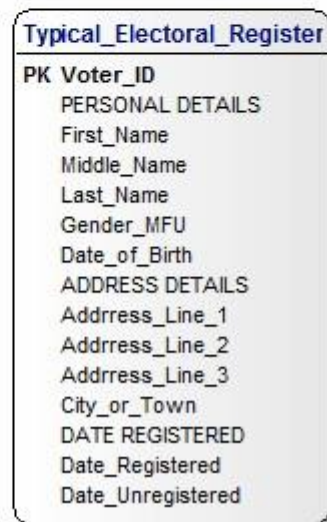 Typical_Electoral_Register
PK Voter_ID
PERSONAL DETAILS
First_Name
Middle_Name
Last_Name
Gender_MFU
Date_of_Birth
ADDRESS DETAILS
Addrress_Line_1
Addrress_Line_2
Addrress_Line_3
City_or_Town
DATE REGISTERED
Date_Registered
Date_Unregistered